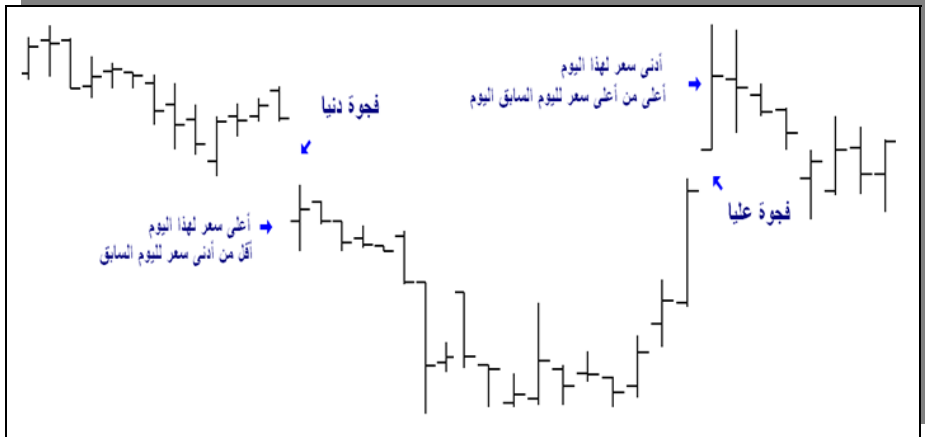 أدنى سعر لهذا اليوم
أعلى من أعلى سعر لليوم السابق اليوم
فجوة دنيا
فجوة عليا
أعلى سعر لهذا اليوم
أقل من أدنى سعر لليوم السابق